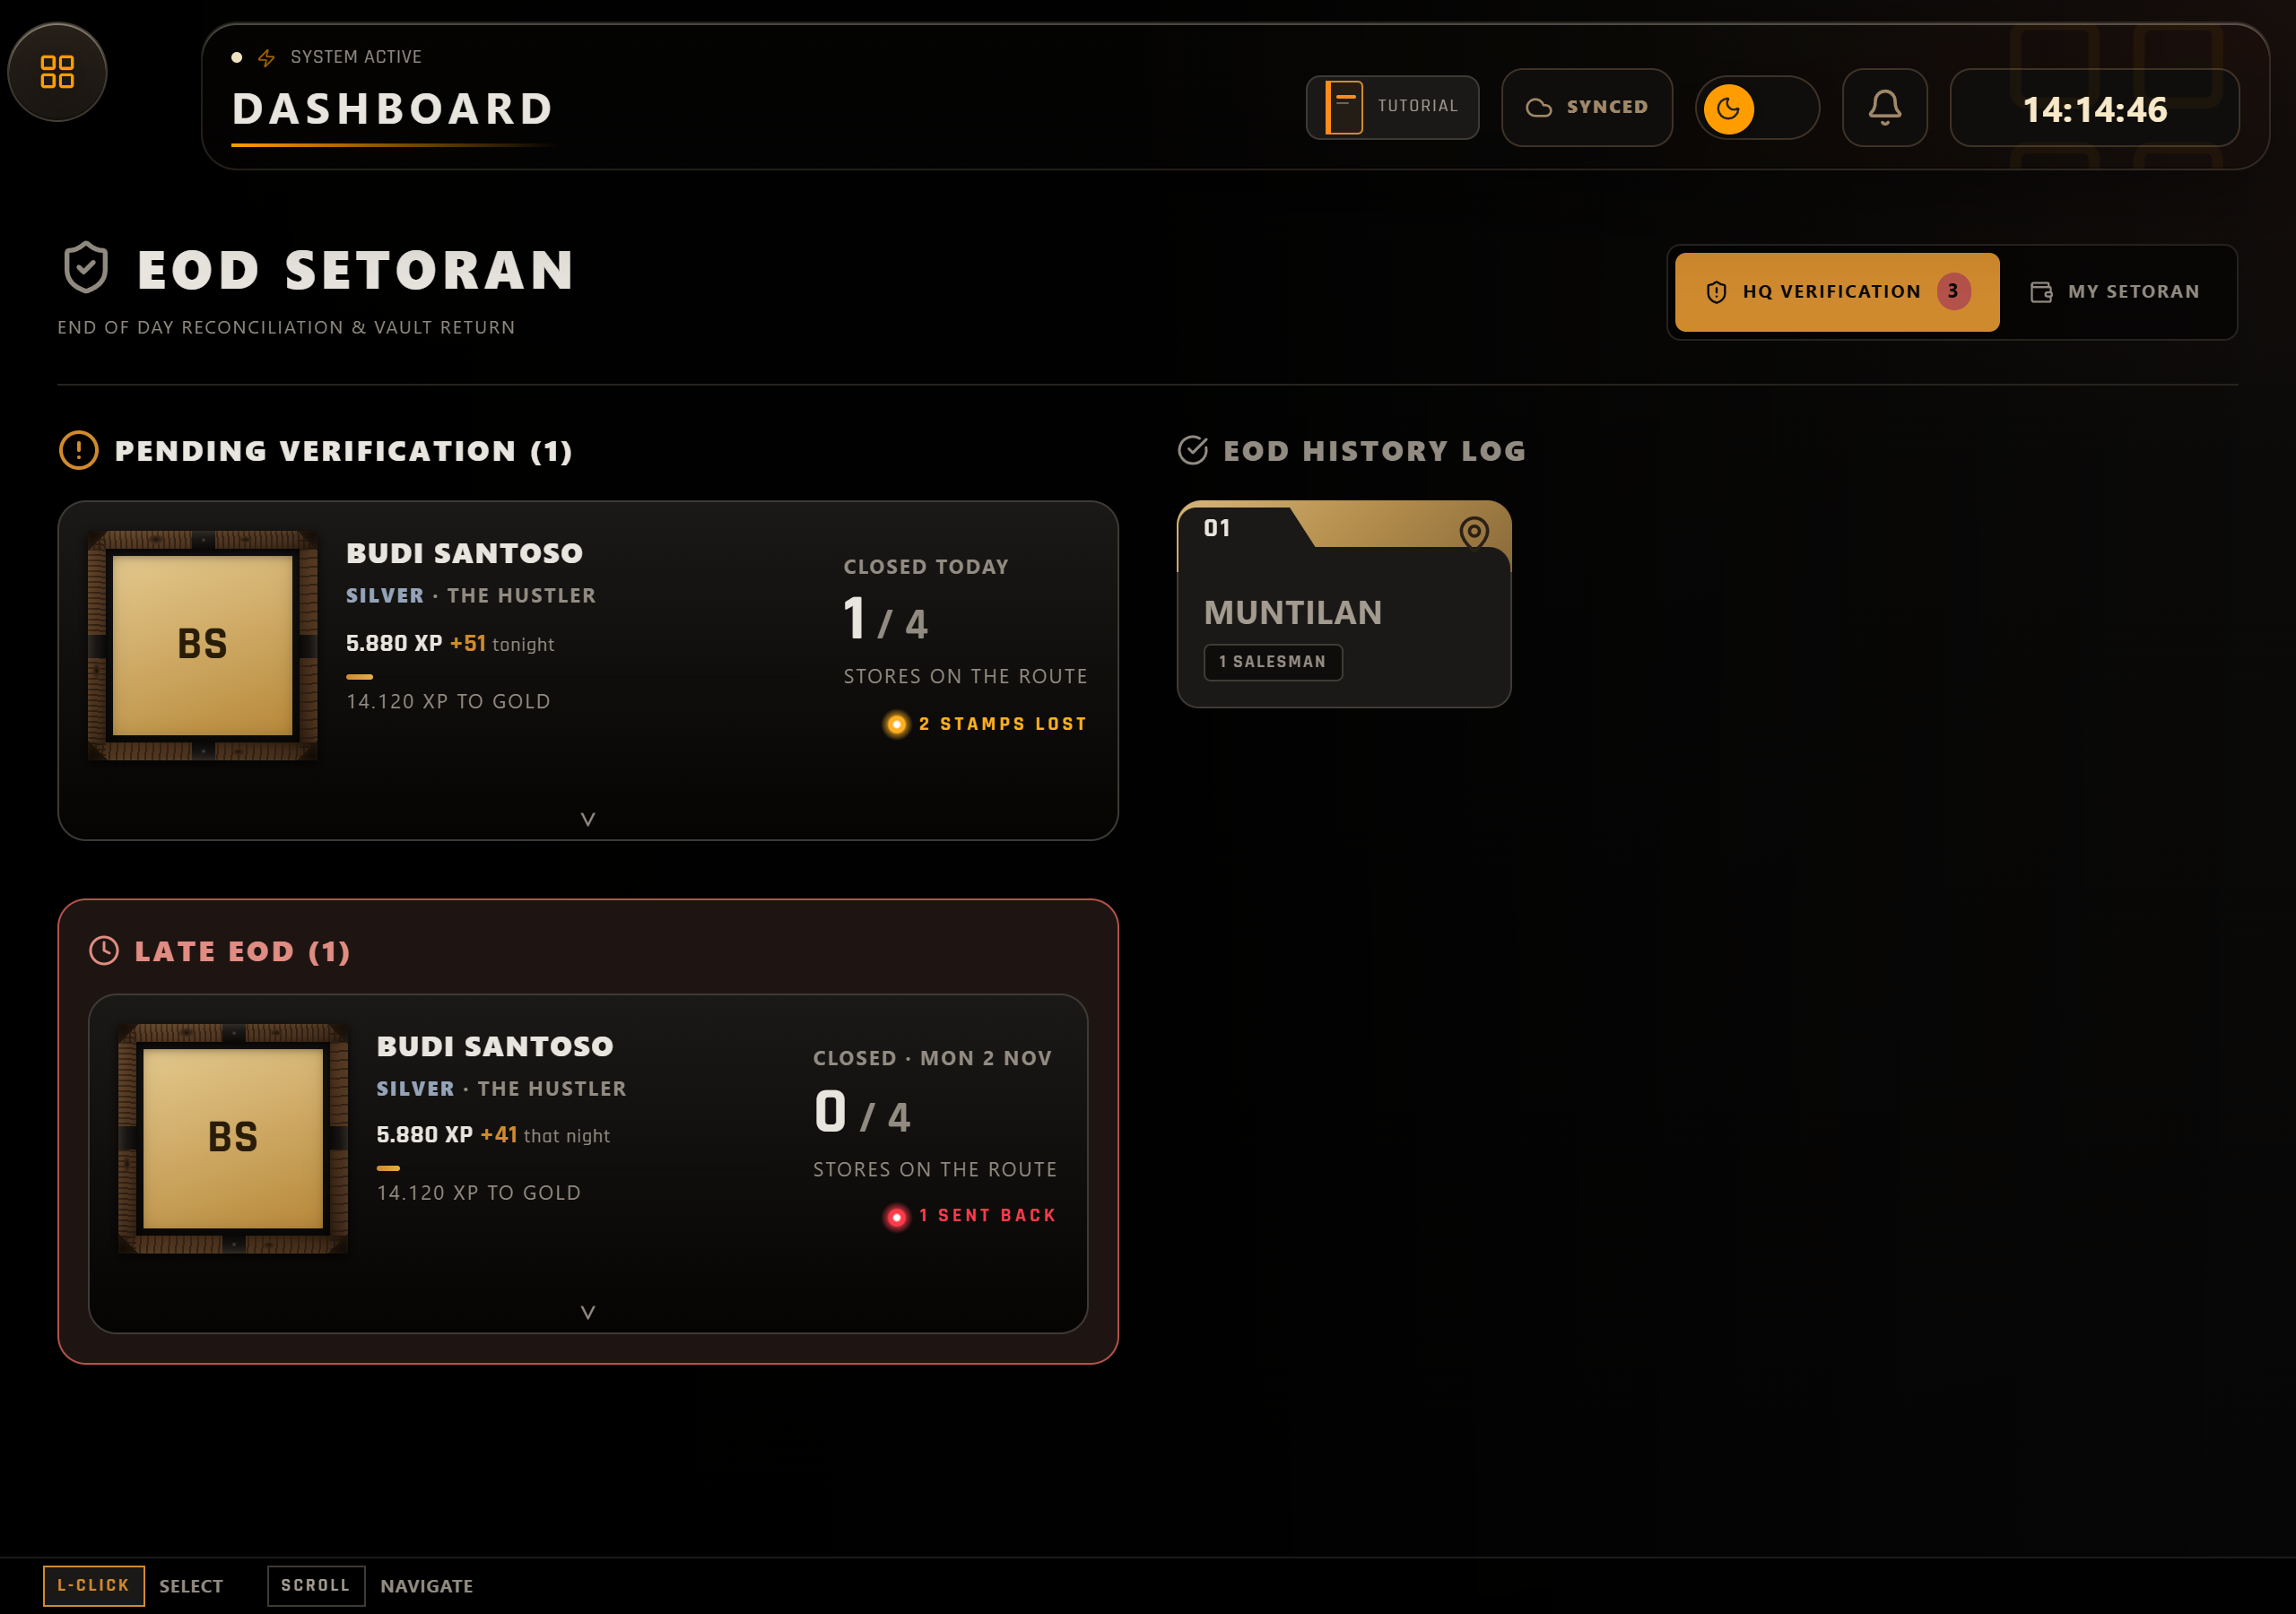 SYSTEM ACTIVE
DASHBOARD
TUTORIAL
SYNCED
14:14:46
EOD SETORAN
END OF DAY RECONCILIATION & VAULT RETURN
HQ VERIFICATION 3
MY SETORAN
PENDING VERIFICATION (1)
BS
BUDI SANTOSO
SILVER · THE HUSTLER
5.880 XP +51 tonight
14.120 XP TO GOLD
CLOSED TODAY
1 / 4
STORES ON THE ROUTE
2 STAMPS LOST
LATE EOD (1)
BS
BUDI SANTOSO
SILVER · THE HUSTLER
5.880 XP +41 that night
14.120 XP TO GOLD
CLOSED · MON 2 NOV
0 / 4
STORES ON THE ROUTE
1 SENT BACK
EOD HISTORY LOG
01
MUNTILAN
1 SALESMAN
L-CLICK SELECT SCROLL NAVIGATE